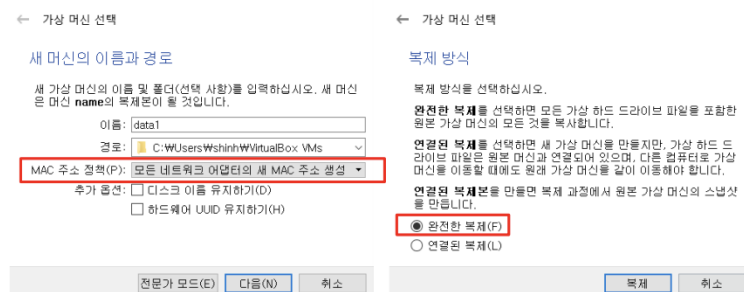 ← 가상 머신 선택
새 머신의 이름과 경로
새 가상 머신의 이름 및 폴더(선택 사항)를 입력하십시오. 새 머신
은 머신 name의 복제본이 될 것입니다.
이름: data1
경로: C:₩Users₩shinh₩VirtualBox VMs
MAC 주소 정책(P): 모든 네트워크 어댑터의 새 MAC 주소 생성
추가 옵션: 디스크 이름 유지하기(D)
하드웨어 UUID 유지하기(H)
전문가 모드(E) 다음(N) 취소
← 가상 머신 선택
복제 방식
복제 방식을 선택하십시오.
완전한 복제를 선택하면 모든 가상 하드 드라이브 파일을 포함한
원본 가상 머신의 모든 것을 복사합니다.
연결된 복제를 선택하면 새 가상 머신을 만들지만, 가상 하드 드
라이브 파일은 원본 머신과 연결되어 있으며, 다른 컴퓨터로 가상
머신을 이동할 때에도 원래 가상 머신을 같이 이동해야 합니다.
연결된 복제본을 만들면 복제 과정에서 원본 가상 머신의 스냅샷
을 만듭니다.
완전한 복제(F)
연결된 복제(L)
복제 취소